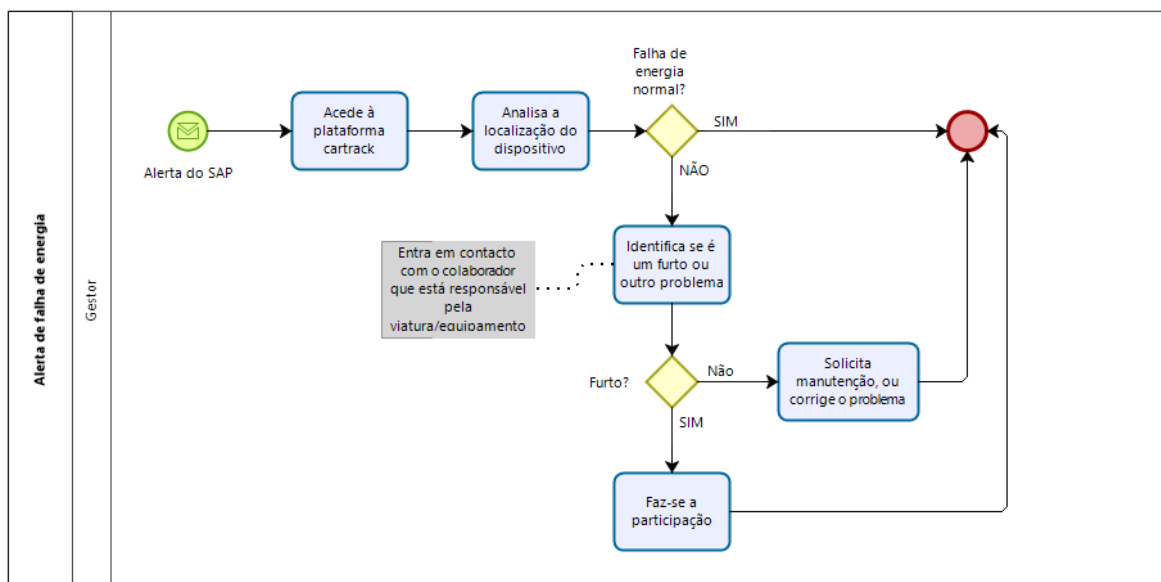 Alerta de falha de energia
Gestor
Alerta do SAP
Acede à
plataforma
cartrack
Analisa a
localização do
dispositivo
Falha de
energia
normal?
SIM
NÃO
Identifica se é
um furto ou
outro problema
Entra em contacto
com o colaborador
que está responsável
pela
viatura/equipamento
Furto?
Não
Solicita
manutenção, ou
corrige o problema
SIM
Faz-se a
participação